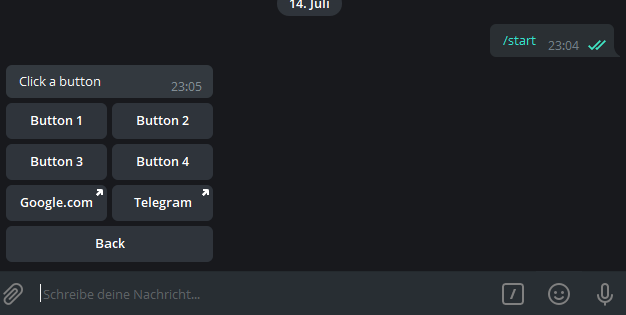 14. Juli
/start 23:04
Click a button 23:05
Button 1 Button 2
Button 3 Button 4
Google.com Telegram
Back
/
Schreibe deine Nachricht...